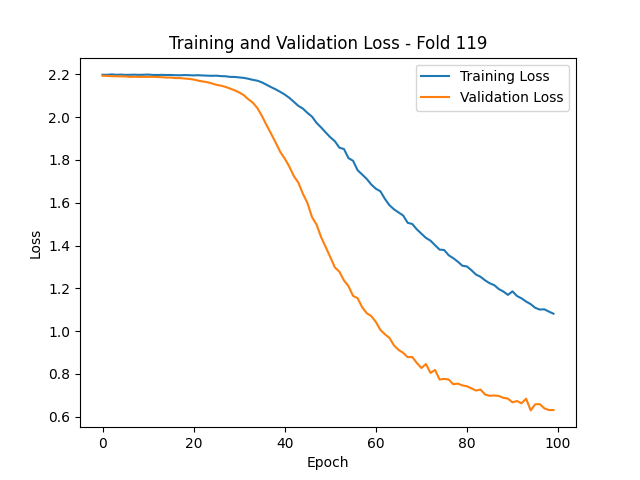 Training and Validation Loss - Fold 119
Training Loss
Validation Loss
Loss
2.2
2.0
1.8
1.6
1.4
1.2
1.0
0.8
0.6
0 20 40 60 80 100
Epoch